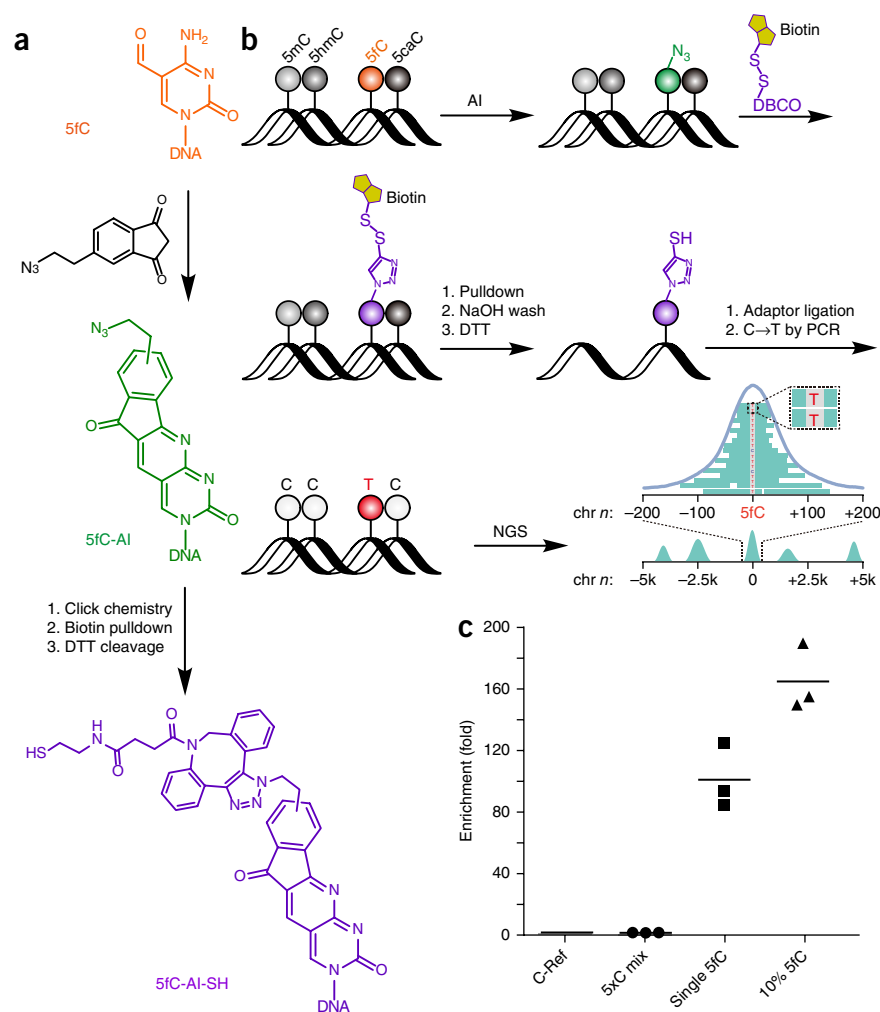 a
O
NH2
N
N
O
DNA
5fC
O
O
N3
N3
O
N
N
N
O
DNA
5fC-AI
1. Click chemistry
2. Biotin pulldown
3. DTT cleavage
HS
H
N
O
O
N
N
N=N
O
N
N
N
O
DNA
5fC-AI-SH
b
5mC
5hmC
5fC
5caC
AI
N3
Biotin
S
S
DBCO
Biotin
S
S
N
N
N
1. Pulldown
2. NaOH wash
3. DTT
SH
N
N
N
1. Adaptor ligation
2. C→T by PCR
C C T C
NGS
T
T
chr n: –200 –100 5fC +100 +200
chr n: –5k –2.5k 0 +2.5k +5k
c
Enrichment (fold)
200
160
120
80
40
0
C-Ref
5xC mix
Single 5fC
10% 5fC